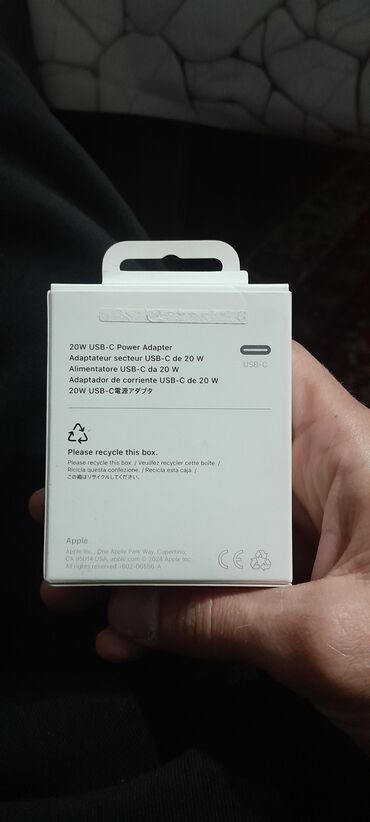 20W USB-C Power Adapter
Adaptateur secteur USB-C de 20 W
Alimentatore USB-C da 20 W
Adaptador de corriente USB-C de 20 W
20W USB-C電源アダプタ
USB-C
Please recycle this box.
Please recycle this box. / Veuillez recycler cette boîte. /
Ricicla questa confezione. / Recicla esta caja. /
この箱はリサイクルしてください。
Apple
Apple Inc., One Apple Park Way, Cupertino,
CA 95014 USA. apple.com © 2024 Apple Inc.
All rights reserved. 602-06566-A
CE